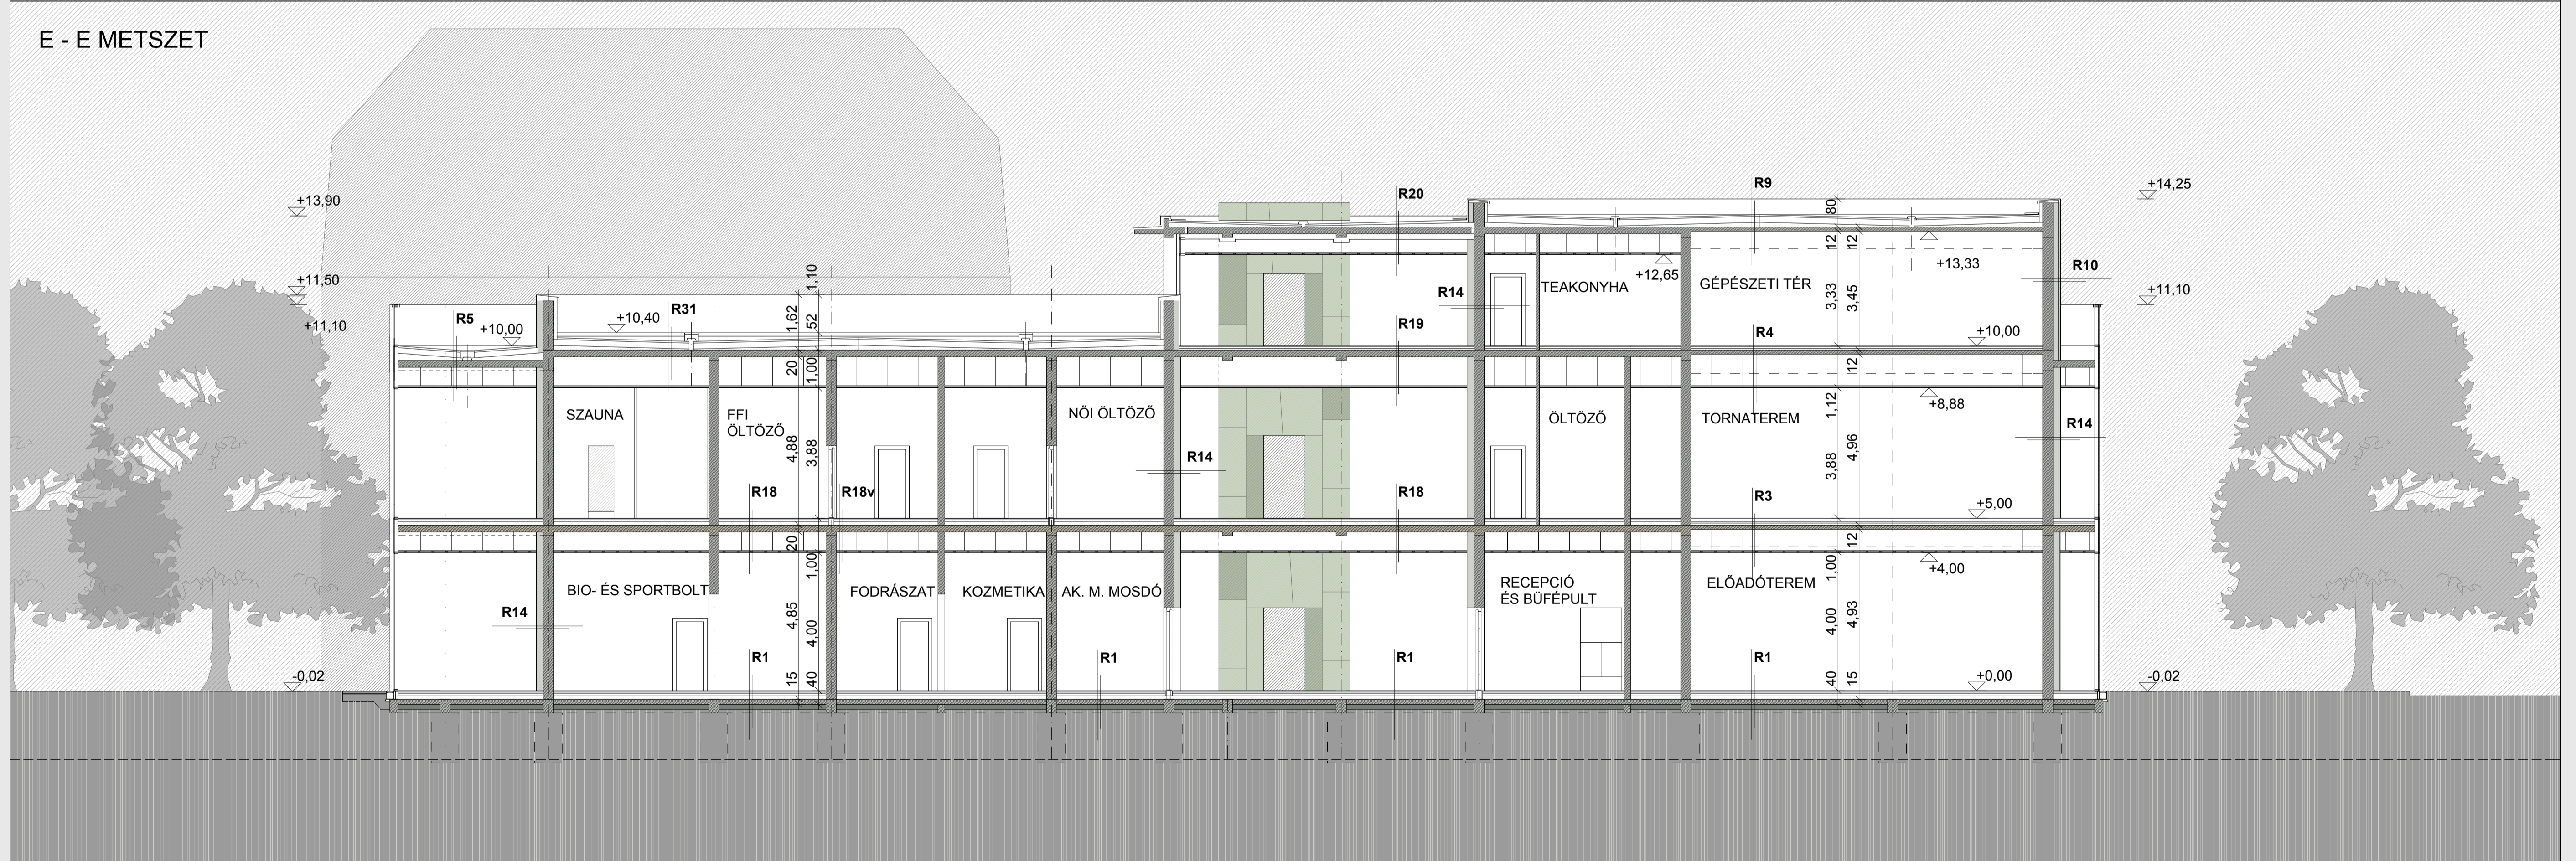 E - E METSZET
+13,90
+11,50
+11,10
-0,02
R5
+10,00
+10,40
R31
1,62
1,10
52
20
1,00
4,88
3,88
20
1,00
4,85
4,00
15
40
SZAUNA
FFI
ÖLTÖZŐ
NŐI ÖLTÖZŐ
R18
R18v
R14
R14
BIO- ÉS SPORTBOLT
FODRÁSZAT
KOZMETIKA
AK. M. MOSDÓ
R1
R1
R20
R19
R18
R1
R14
TEAKONYHA
+12,65
GÉPÉSZETI TÉR
R9
R4
80
12
12
3,33
3,45
+13,33
+10,00
R10
+14,25
+11,10
ÖLTÖZŐ
TORNATEREM
12
1,12
3,88
4,96
+8,88
R14
R3
+5,00
RECEPCIÓ
ÉS BÜFÉPULT
ELŐADÓTEREM
12
1,00
4,00
4,93
+4,00
R1
40
15
+0,00
-0,02